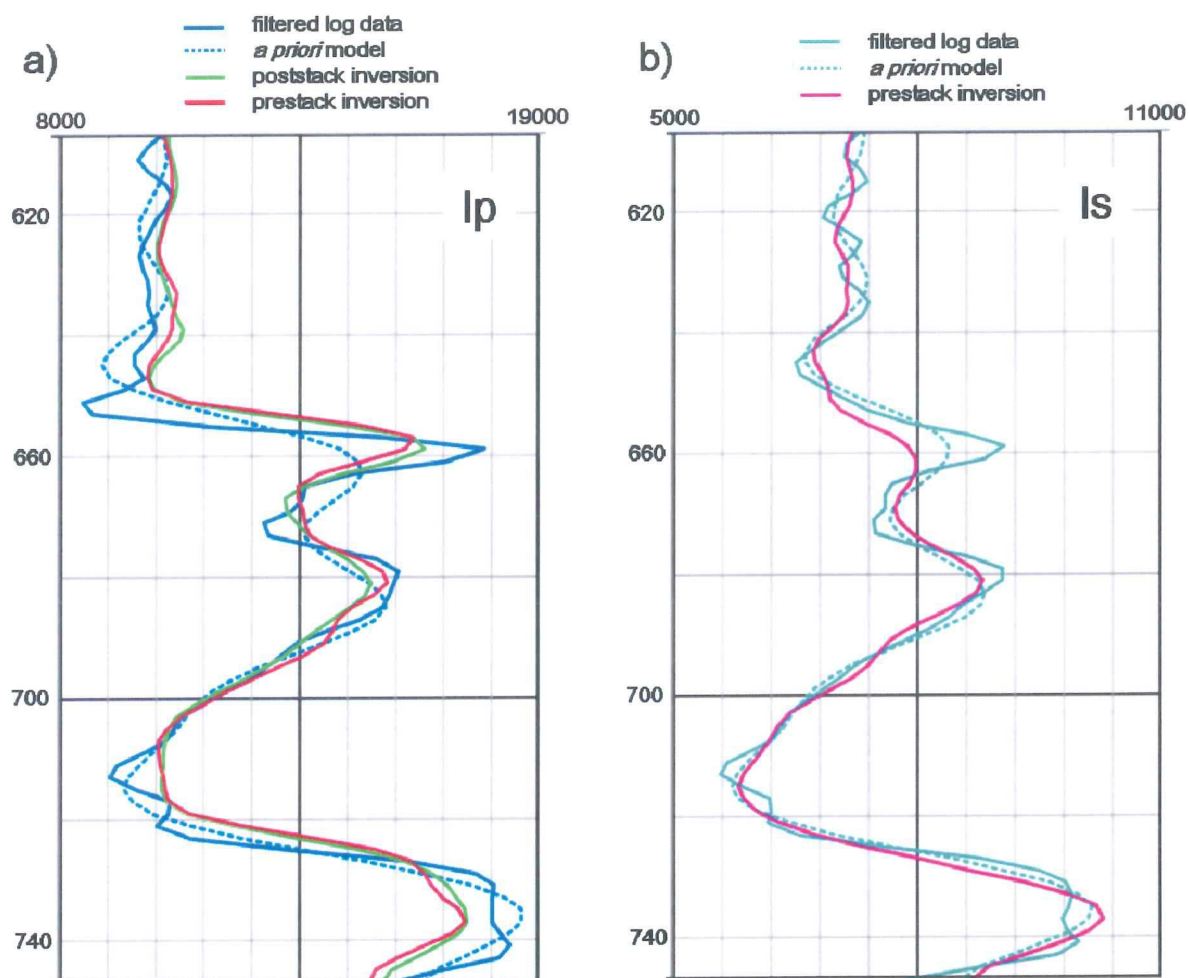 a)
filtered log data
a priori model
poststack inversion
prestack inversion
8000
19000
Ip
620
660
700
740
b)
filtered log data
a priori model
prestack inversion
5000
11000
Is
620
660
700
740